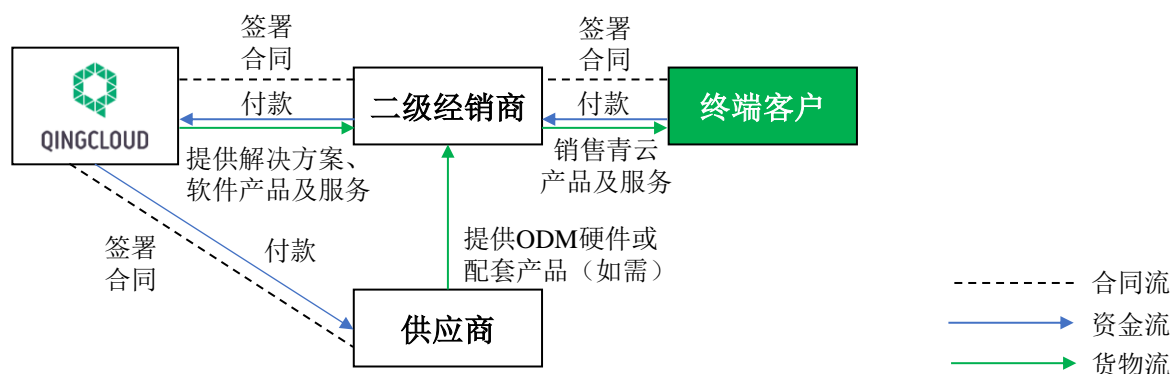 签署
合同
签署
合同
QINGCLOUD
付款
二级经销商
付款
终端客户
提供解决方案、
软件产品及服务
销售青云
产品及服务
签署
合同
付款
提供ODM硬件或
配套产品（如需）
供应商
合同流
资金流
货物流